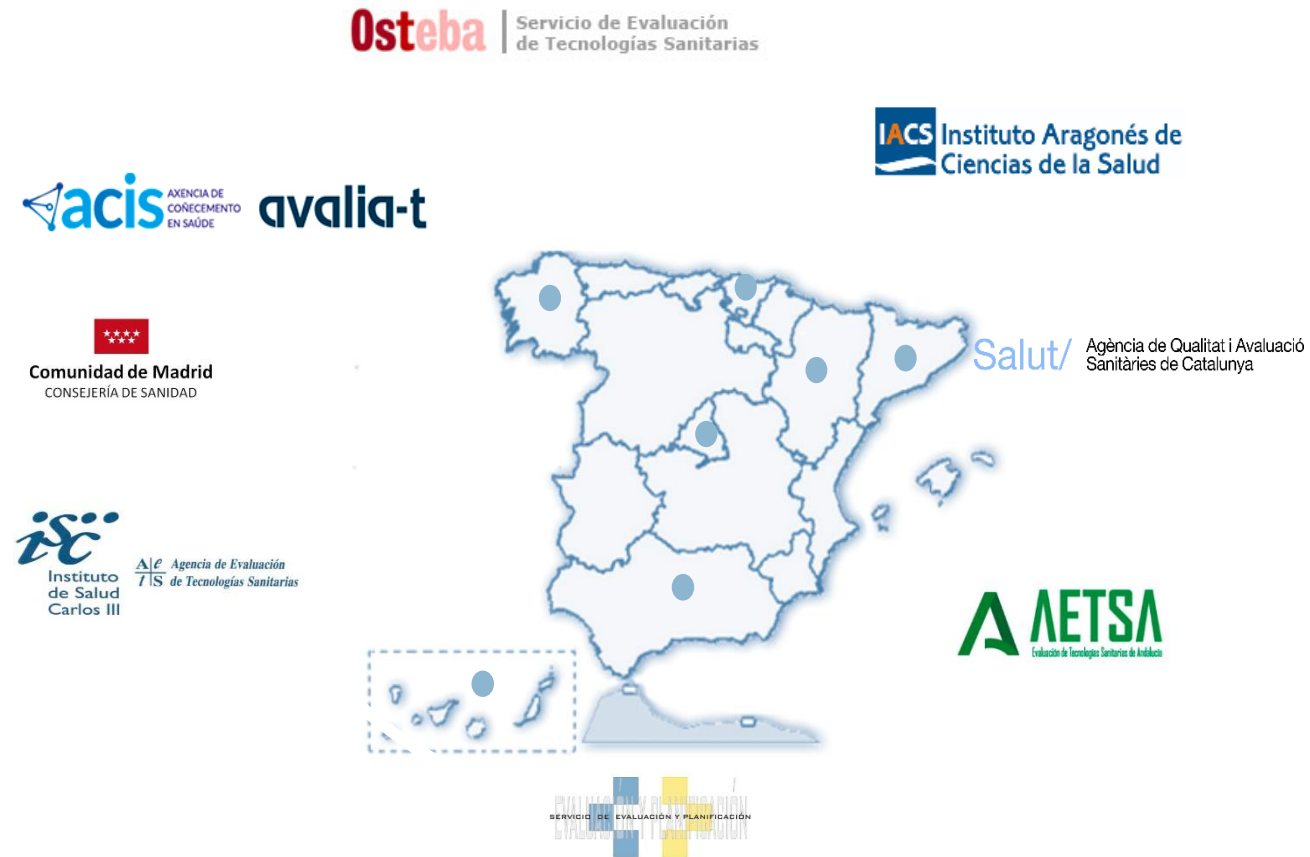 Osteba
Servicio de Evaluación
de Tecnologías Sanitarias
IACS Instituto Aragonés de
Ciencias de la Salud
acis
AXENCIA DE
COÑECEMENTO
EN SAÚDE
avalia-t
Comunidad de Madrid
CONSEJERÍA DE SANIDAD
Salut/
Agència de Qualitat i Avaluació
Sanitàries de Catalunya
isc
Instituto
de Salud
Carlos III
A e Agencia de Evaluación
t S de Tecnologías Sanitarias
AETSA
Evaluación de Tecnologías Sanitarias de Andalucía
EVALUACIÓN Y PLANIFICACIÓN
SERVICIO DE EVALUACIÓN Y PLANIFICACIÓN